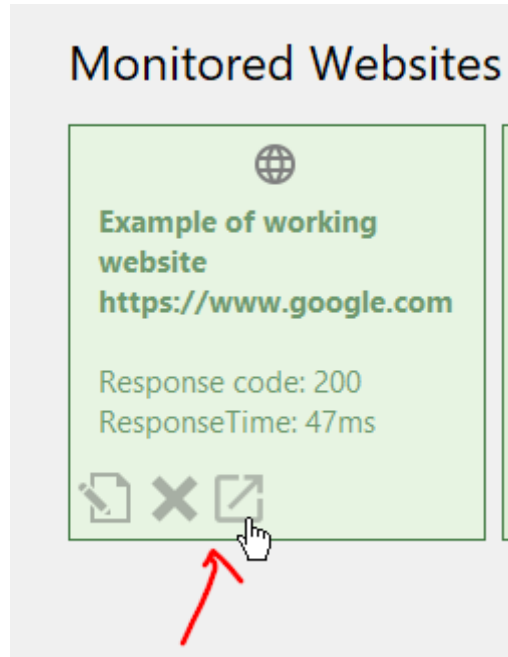 Monitored Websites
Example of working
website
https://www.google.com
Response code: 200
ResponseTime: 47ms